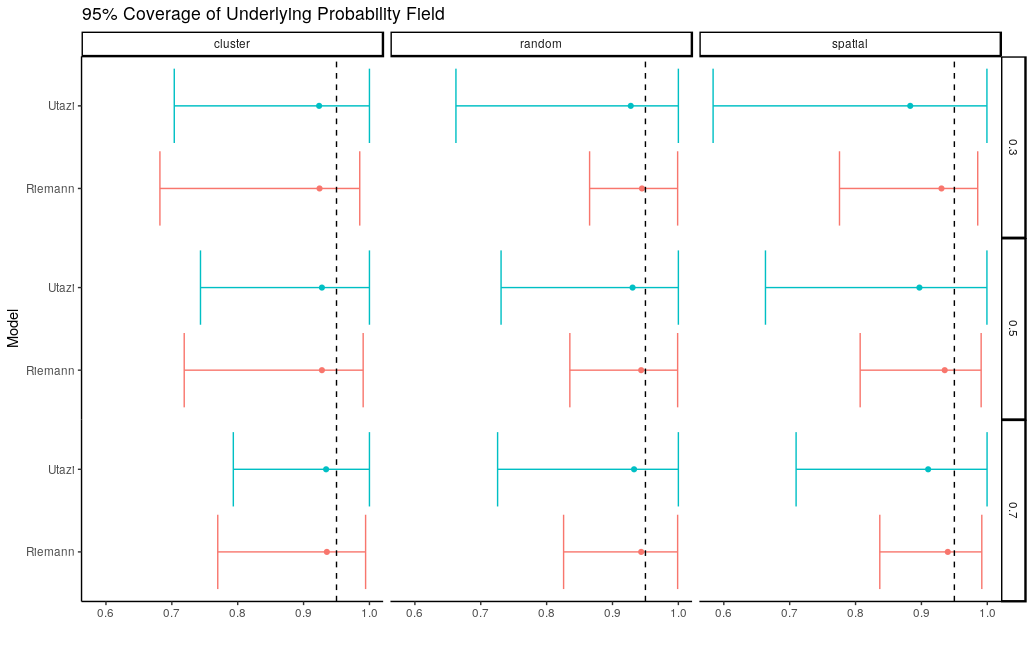 95% Coverage of Underlying Probability Field
cluster
random
spatial
Utazi
Riemann
0.3
Utazi
Riemann
0.5
Utazi
Riemann
0.7
Model
0.6 0.7 0.8 0.9 1.0
0.6 0.7 0.8 0.9 1.0
0.6 0.7 0.8 0.9 1.0